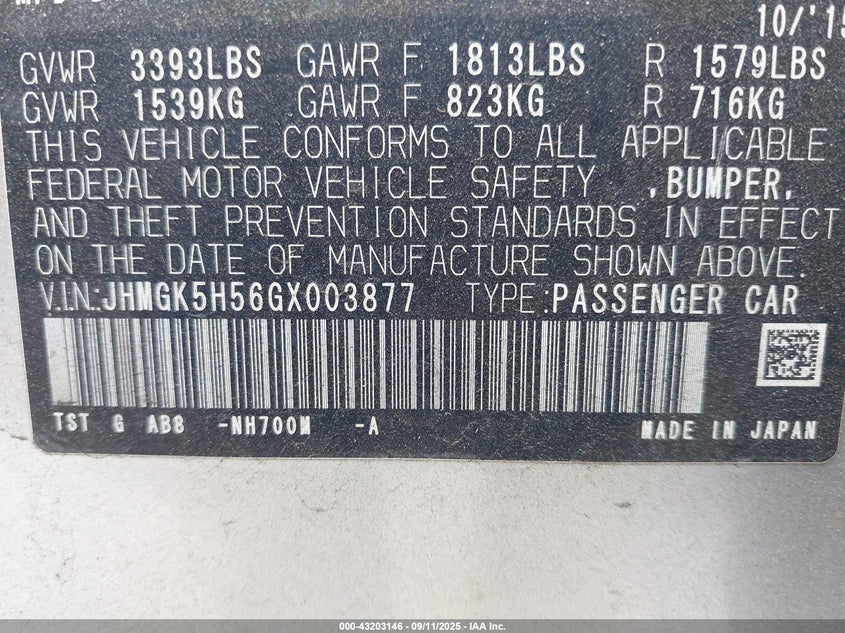 10/'15
GVWR 3393LBS GAWR F 1813LBS R 1579LBS
GVWR 1539KG GAWR F 823KG R 716KG
THIS VEHICLE CONFORMS TO ALL APPLICABLE
FEDERAL MOTOR VEHICLE SAFETY ,BUMPER,
AND THEFT PREVENTION STANDARDS IN EFFECT
ON THE DATE OF MANUFACTURE SHOWN ABOVE.
V.I.N.:JHMGK5H56GX003877 TYPE:PASSENGER CAR
TST G AB8 -NH700M -A MADE IN JAPAN
000-43203146 - 09/11/2025 - IAA Inc.